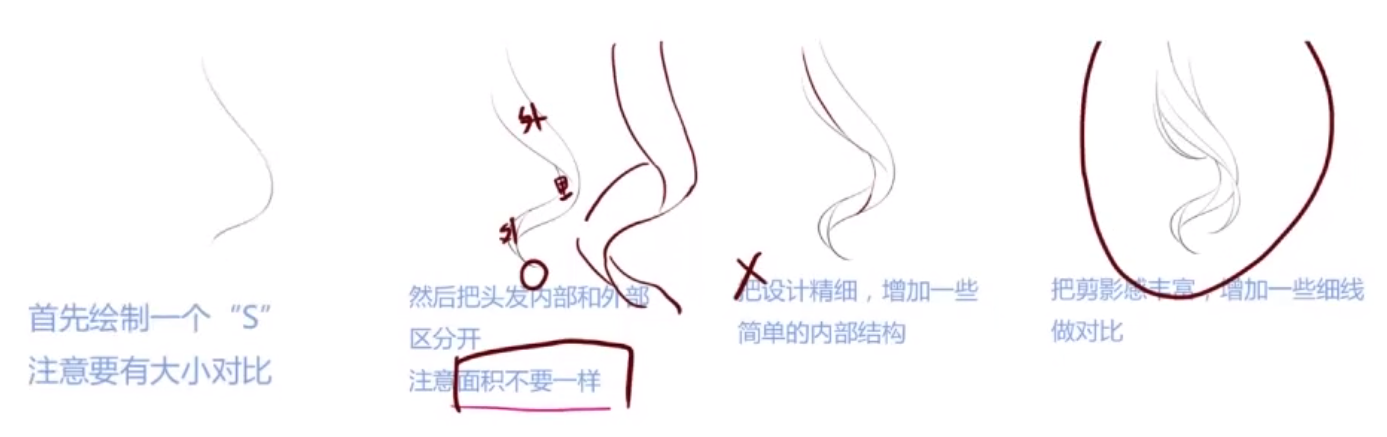 首先绘制一个“S”
注意要有大小对比
外
里
外
然后把头发内部和外部
区分开
注意面积不要一样
把设计精细，增加一些
简单的内部结构
把剪影感丰富，增加一些细线
做对比